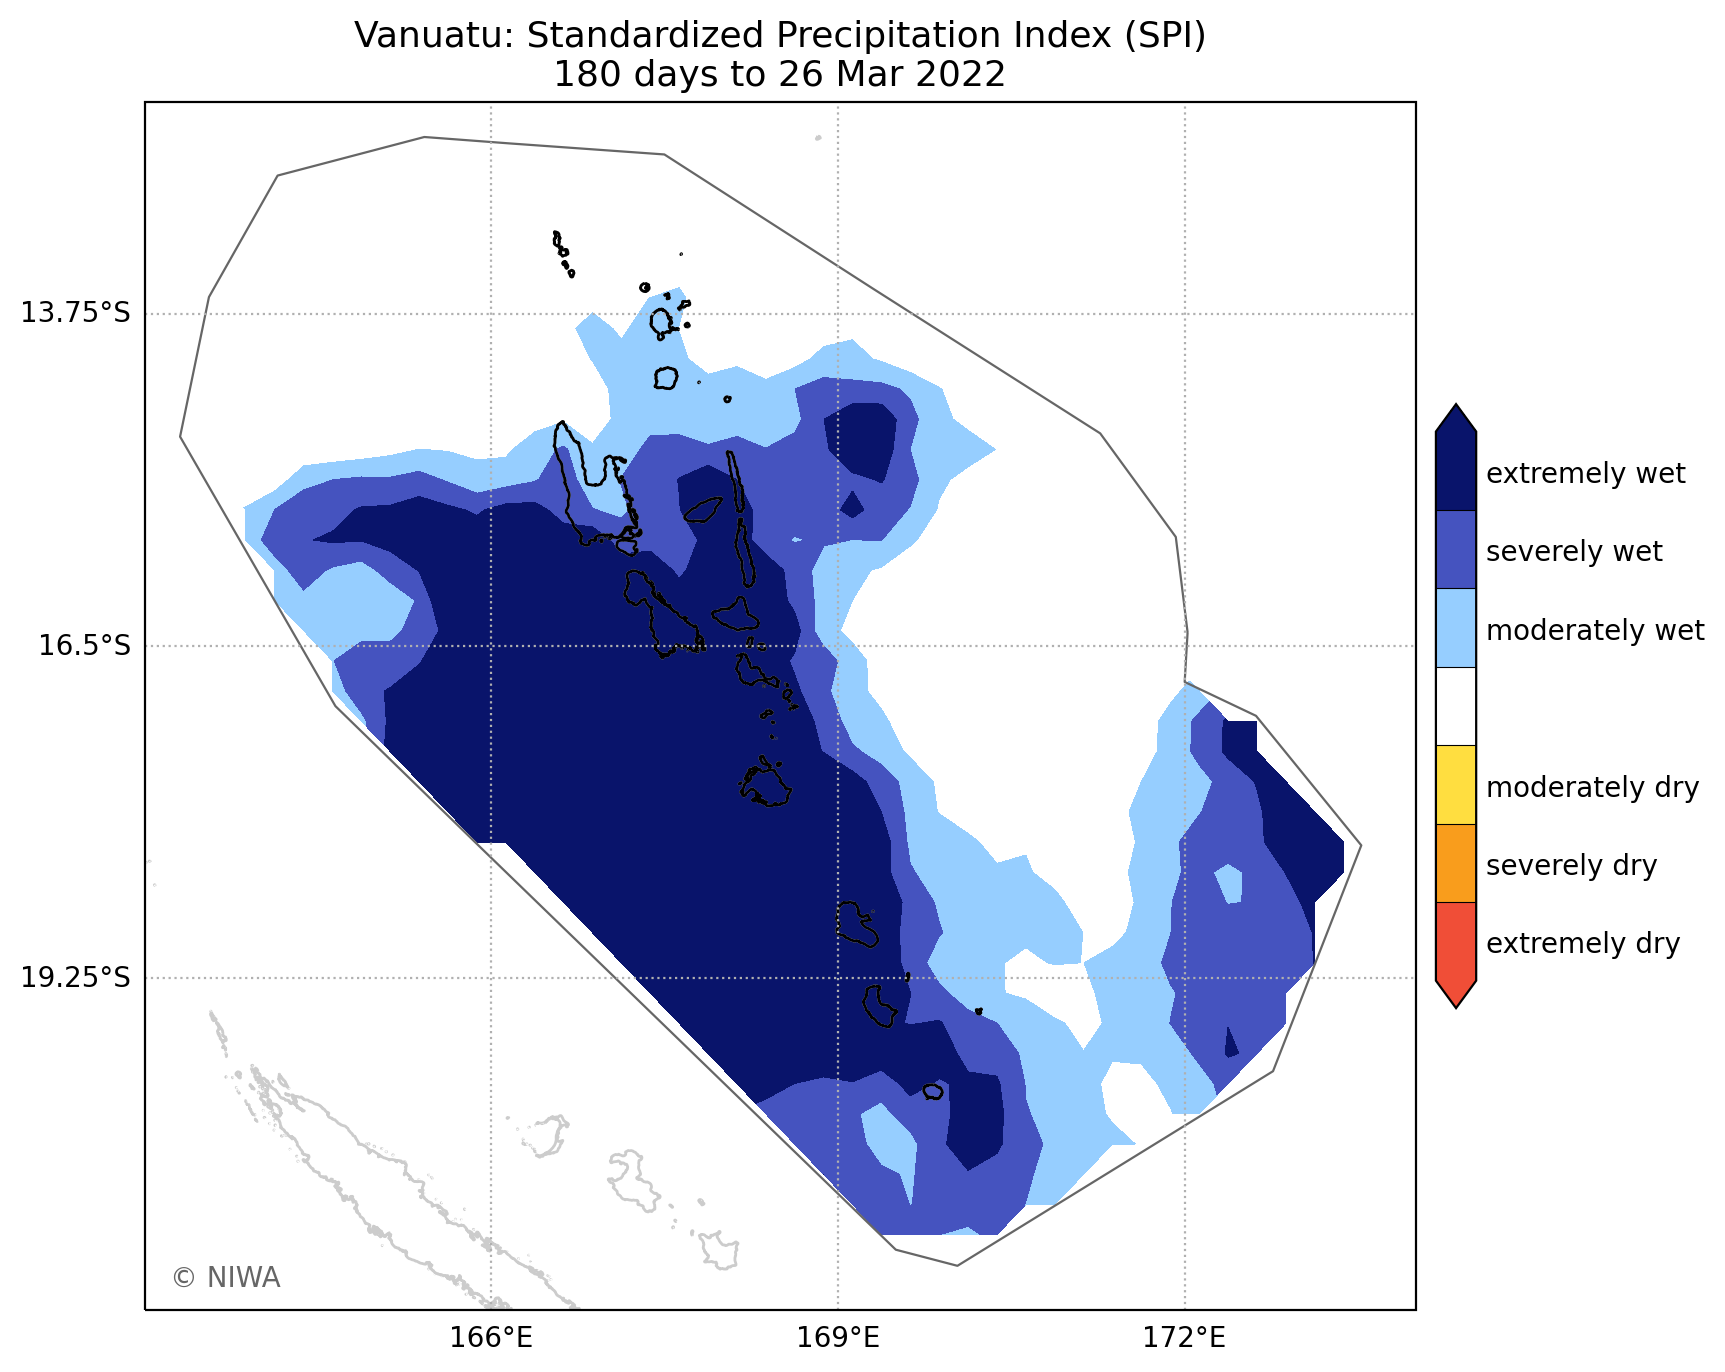 Vanuatu: Standardized Precipitation Index (SPI)
180 days to 26 Mar 2022
13.75°S
16.5°S
19.25°S
166°E
169°E
172°E
extremely wet
severely wet
moderately wet
moderately dry
severely dry
extremely dry
© NIWA